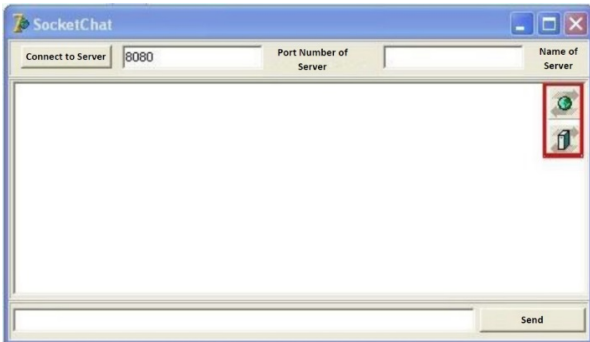 SocketChat
Connect to Server
8080
Port Number of
Server
Name of
Server
Send